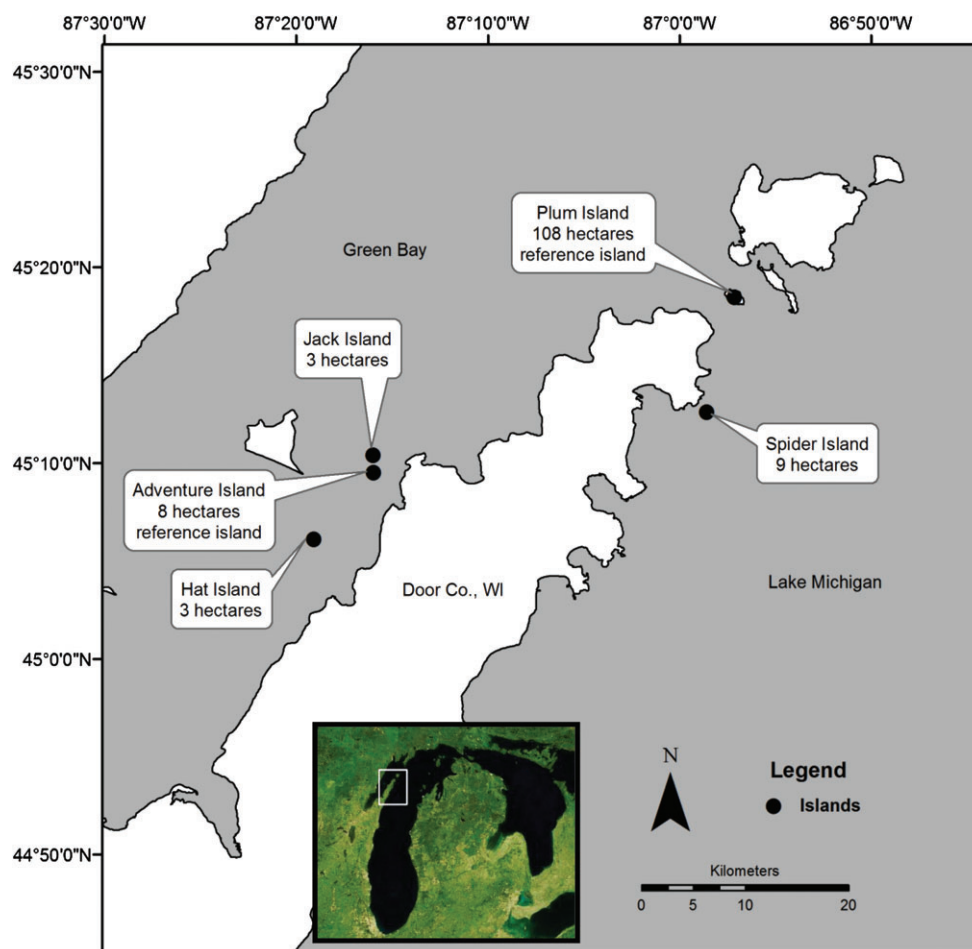 87°30'0"W
87°20'0"W
87°10'0"W
87°0'0"W
86°50'0"W
45°30'0"N
45°20'0"N
45°10'0"N
45°0'0"N
44°50'0"N
Plum Island
108 hectares
reference island
Green Bay
Jack Island
3 hectares
Spider Island
9 hectares
Adventure Island
8 hectares
reference island
Hat Island
3 hectares
Door Co., WI
Lake Michigan
N
Legend
Islands
Kilometers
0 5 10 20